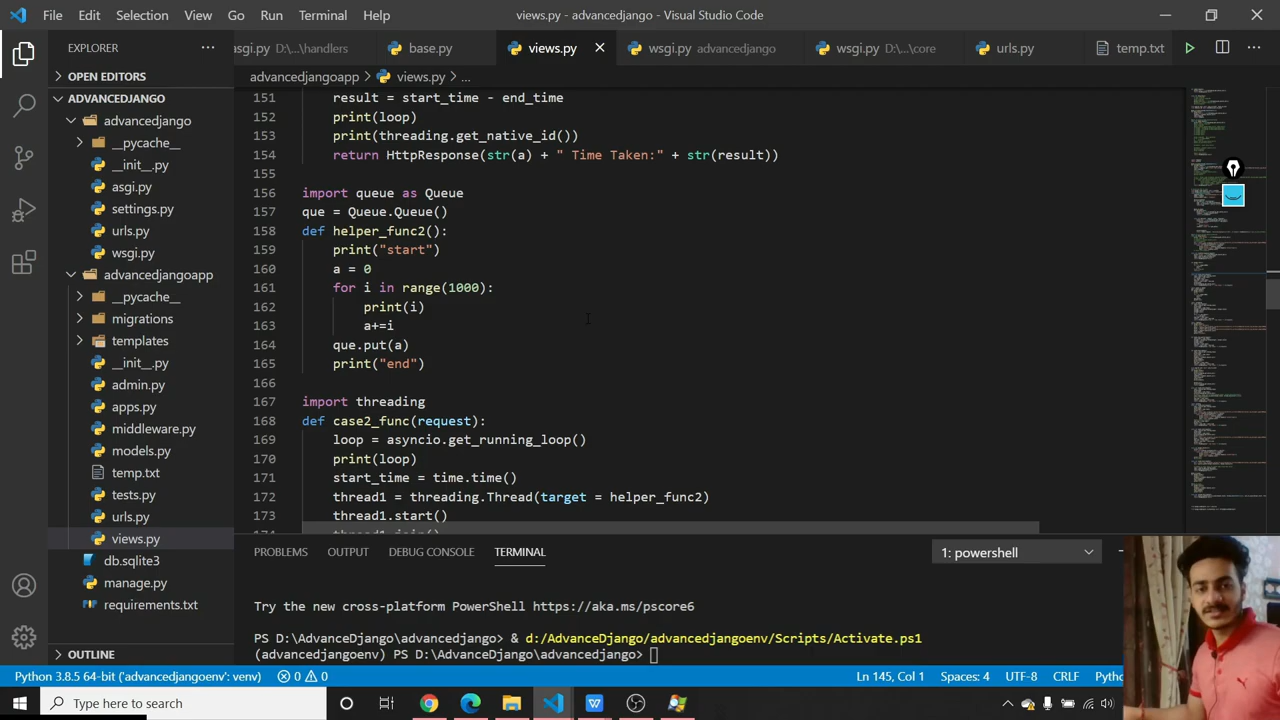 File Edit Selection View Go Run Terminal Help views.py - advancedjango - Visual Studio Code
EXPLORER
sgi.py D:\...\handlers base.py views.py wsgi.py advancedjango wsgi.py D:\...\core urls.py temp.txt
OPEN EDITORS
advancedjangoapp > views.py > ...
ADVANCEDJANGO
advancedjango
__pycache__
__init__.py
asgi.py
settings.py
urls.py
wsgi.py
advancedjangoapp
__pycache__
migrations
templates
__init__.py
admin.py
apps.py
middleware.py
models.py
temp.txt
tests.py
urls.py
views.py
db.sqlite3
manage.py
requirements.txt
OUTLINE
151 result = start_time - end_time
152 print(loop)
153 print(threading.get_native_id())
154 return HttpResponse(str(a) + " Time Taken:" + str(result))
155
156 import queue as Queue
157 que = Queue.Queue()
158 def helper_func2():
159 print("start")
160 a = 0
161 for i in range(1000):
162 print(i)
163 a+=i
164 que.put(a)
165 print("end")
166
167 import threading
168 def case2_func(request):
169 loop = asyncio.get_running_loop()
170 print(loop)
171 start_time = time.time()
172 thread1 = threading.Thread(target = helper_func2)
173 thread1.start()
PROBLEMS OUTPUT DEBUG CONSOLE TERMINAL 1: powershell
Try the new cross-platform PowerShell https://aka.ms/pscore6
PS D:\AdvanceDjango\advancedjango> & d:/AdvanceDjango/advancedjangoenv/Scripts/Activate.ps1
(advancedjangoenv) PS D:\AdvanceDjango\advancedjango>
Python 3.8.5 64-bit ('advancedjangoenv': venv) 0 0 Ln 145, Col 1 Spaces: 4 UTF-8 CRLF Pytho
Type here to search